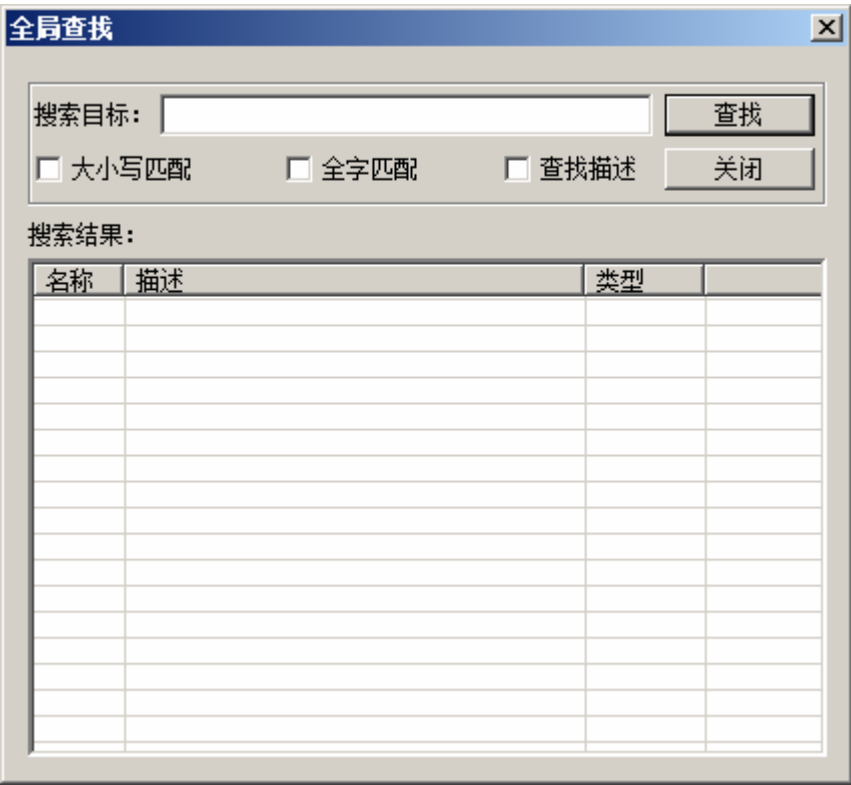 全局查找
搜索目标： 查找
大小写匹配 全字匹配 查找描述 关闭
搜索结果：
名称 描述 类型